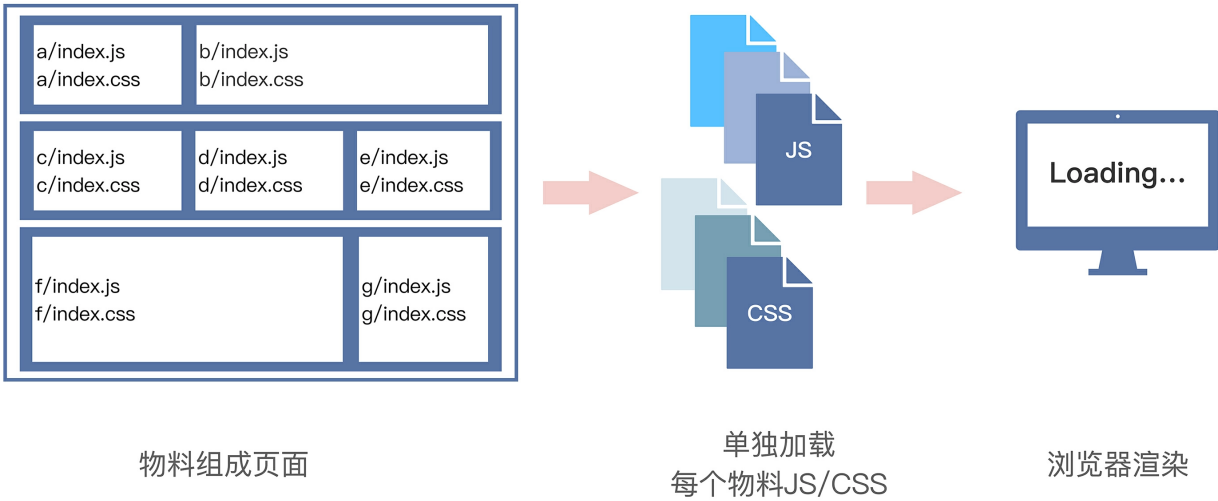 a/index.js
a/index.css
b/index.js
b/index.css
c/index.js
c/index.css
d/index.js
d/index.css
e/index.js
e/index.css
f/index.js
f/index.css
g/index.js
g/index.css
物料组成页面
JS
CSS
单独加载
每个物料JS/CSS
Loading...
浏览器渲染